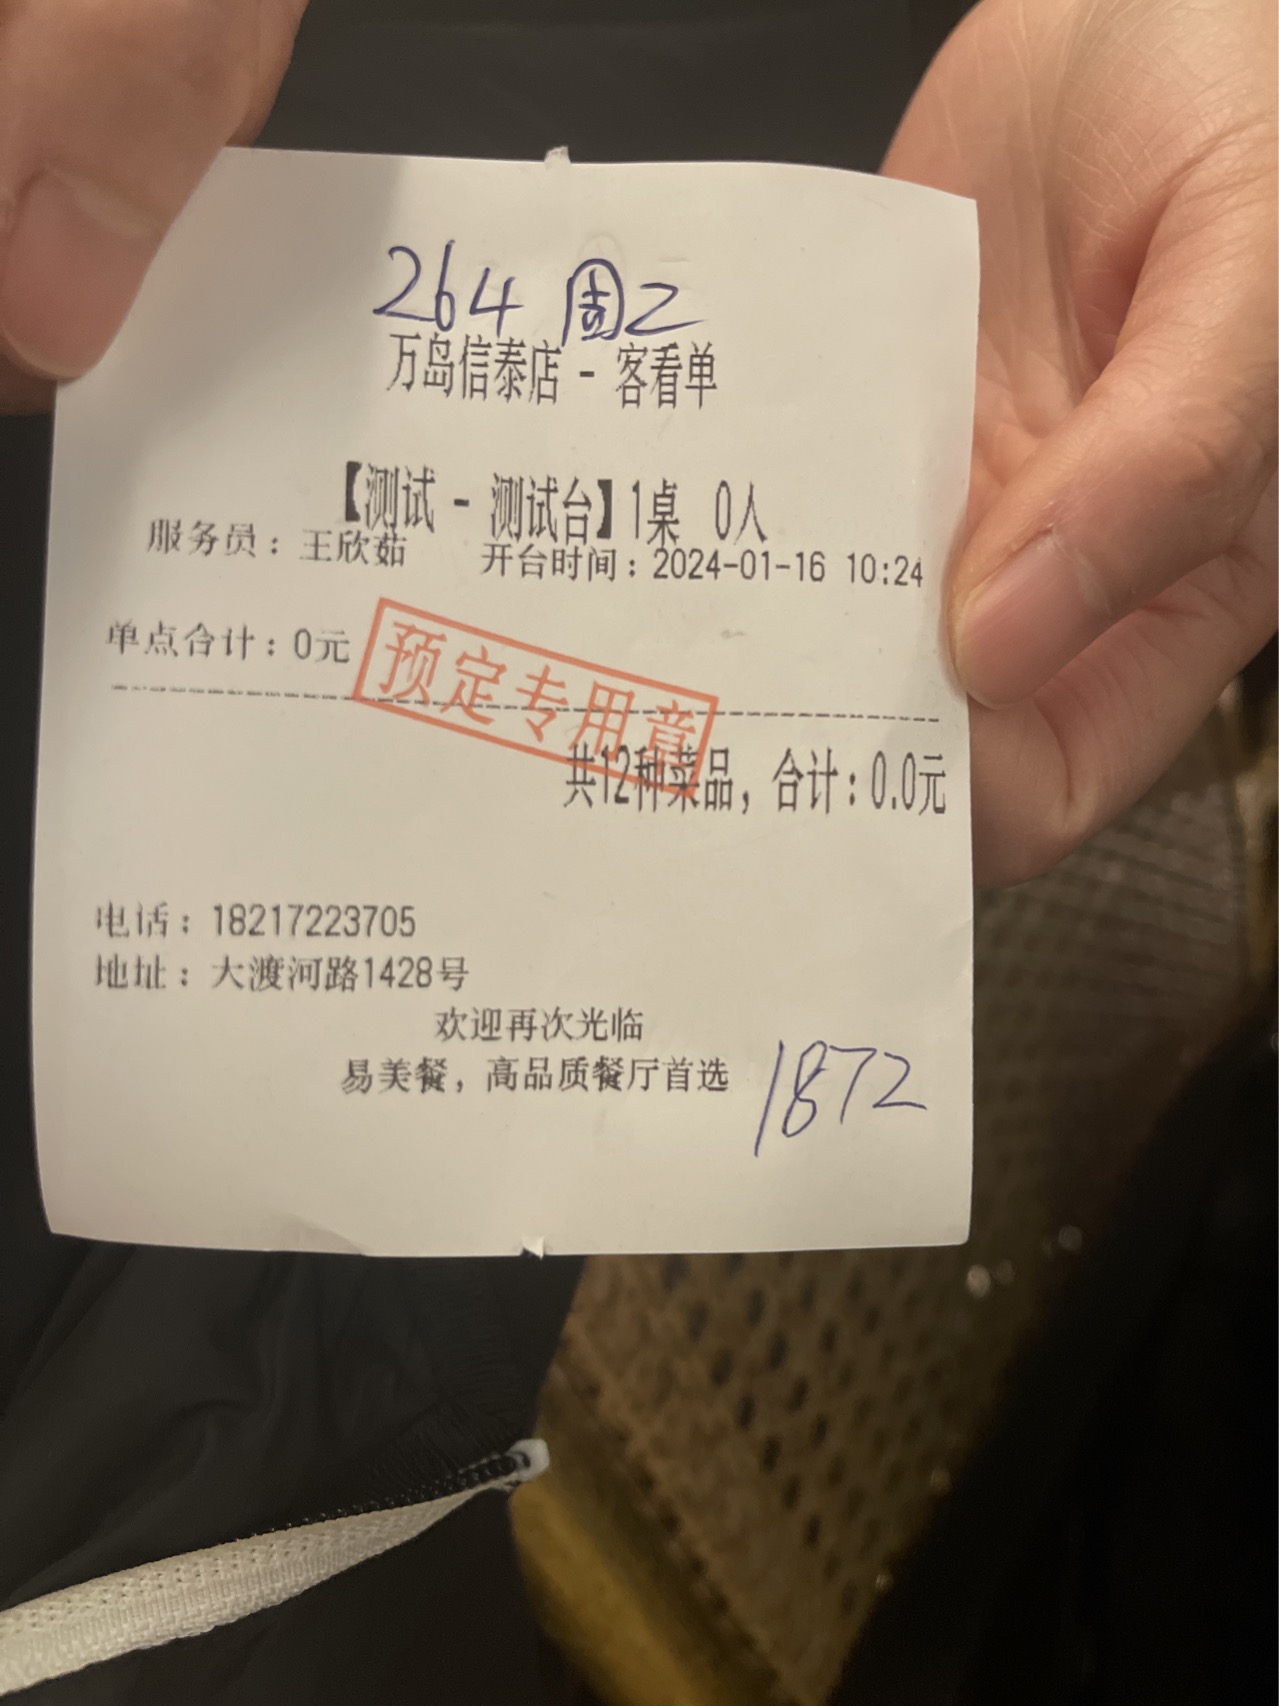 264 周二
万岛信泰店 - 客看单
【测试 - 测试台】1桌 0人
服务员：王欣茹 开台时间：2024-01-16 10:24
单点合计：0元
预定专用章
共12种菜品，合计：0.0元
电话：18217223705
地址：大渡河路1428号
欢迎再次光临
易美餐，高品质餐厅首选
1872